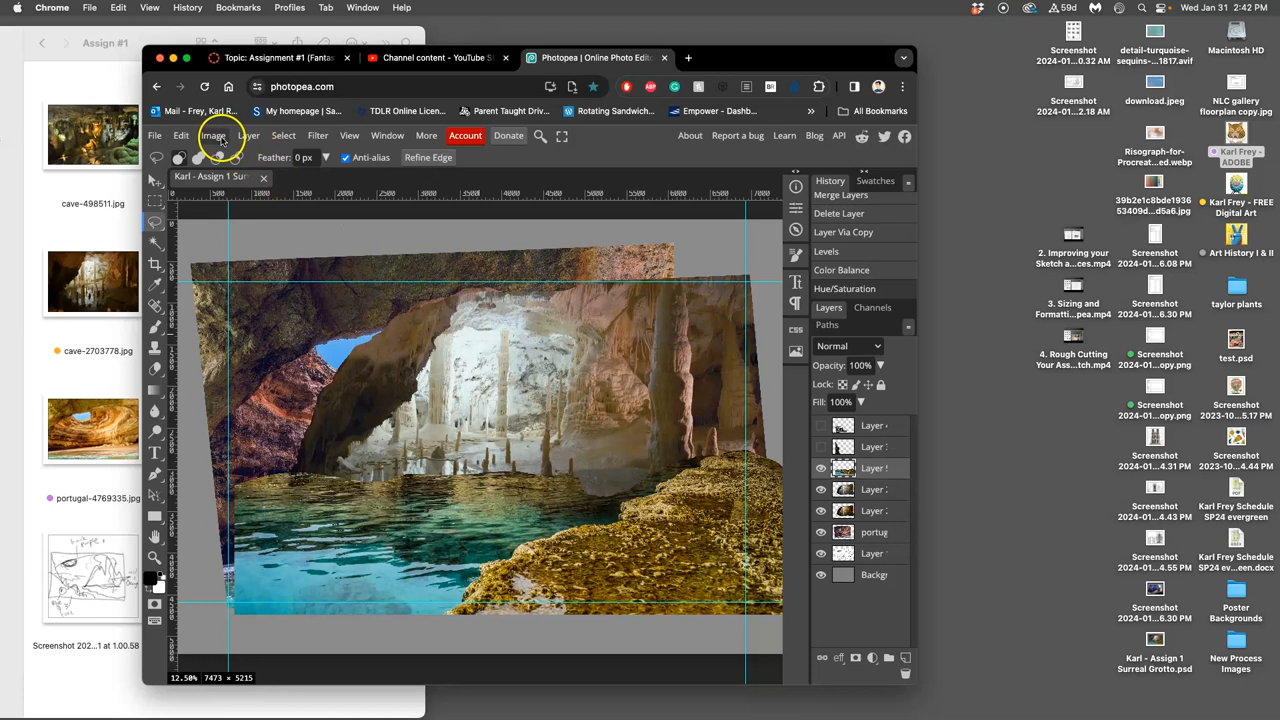 Chrome File Edit View History Bookmarks Profiles Tab Window Help
59d Wed Jan 31 2:42 PM
Assign #1
Topic: Assignment #1 (Fantas
Channel content - YouTube S
Photopea | Online Photo Edit
photopea.com
Mail - Frey, Karl R...
My homepage | Sa...
TDLR Online Licen...
Parent Taught Driv...
Rotating Sandwich...
Empower - Dashb...
All Bookmarks
File Edit Image Layer Select Filter View Window More Account Donate
About Report a bug Learn Blog API
Feather: 0 px Anti-alias Refine Edge
Karl - Assign 1 Surr
History Swatches
Merge Layers
Delete Layer
Layer Via Copy
Levels
Color Balance
Hue/Saturation
Layers Channels
Paths
Normal
Opacity: 100%
Lock:
Fill: 100%
Layer
Layer
Layer
Layer
Layer
portug
Layer
Backgr
12.50% 7473 × 5215
cave-498511.jpg
cave-2703778.jpg
portugal-4769335.jpg
Screenshot 202...1 at 1.00.58
Screenshot
2024-01...0.32 AM
detail-turquoise-
sequins-...1817.avif
Macintosh HD
Screenshot
2024-01...1.13 AM
download.jpeg
NLC gallery
floorplan copy.jpg
Risograph-for-
Procreat...ed.webp
Karl Frey -
ADOBE
39b2e1c8bde1936
53409d...d5a6.jpg
Karl Frey - FREE
Digital Art
2. Improving your
Sketch a...ces.mp4
Screenshot
2024-01...6.08 PM
Art History I & II
3. Sizing and
Formatti...pea.mp4
Screenshot
2024-01...6.30 PM
taylor plants
4. Rough Cutting
Your Ass...tch.mp4
Screenshot
2024-0...opy.png
test.psd
Screenshot
2024-0...opy.png
Screenshot
2023-10...5.17 PM
Screenshot
2024-01...4.31 PM
Screenshot
2023-10...4.44 PM
Screenshot
2024-01...4.43 PM
Karl Frey Schedule
SP24 evergreen
Screenshot
2024-01...4.55 PM
Karl Frey Schedule
SP24 ev...een.docx
Screenshot
2024-01...6.30 PM
Poster
Backgrounds
Karl - Assign 1
Surreal Grotto.psd
New Process
Images